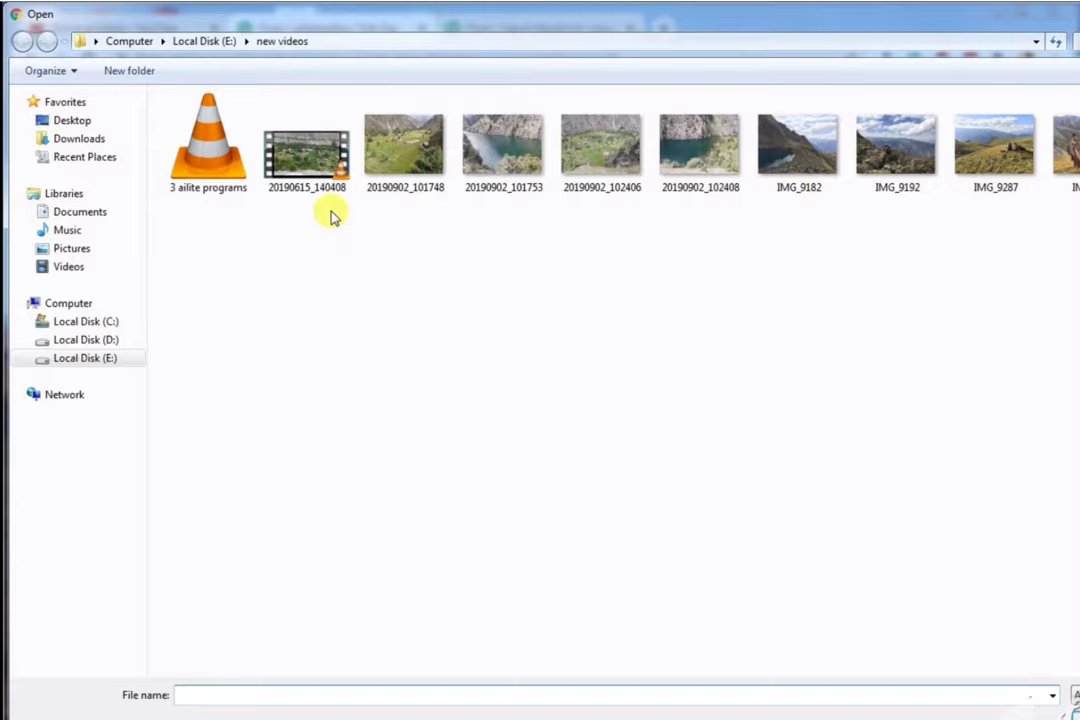 Open
Computer Local Disk (E:) new videos
Organize New folder
Favorites
Desktop
Downloads
Recent Places
Libraries
Documents
Music
Pictures
Videos
Computer
Local Disk (C:)
Local Disk (D:)
Local Disk (E:)
Network
3 ailite programs 20190615_140408 20190902_101748 20190902_101753 20190902_102406 20190902_102408 IMG_9182 IMG_9192 IMG_9287
File name: